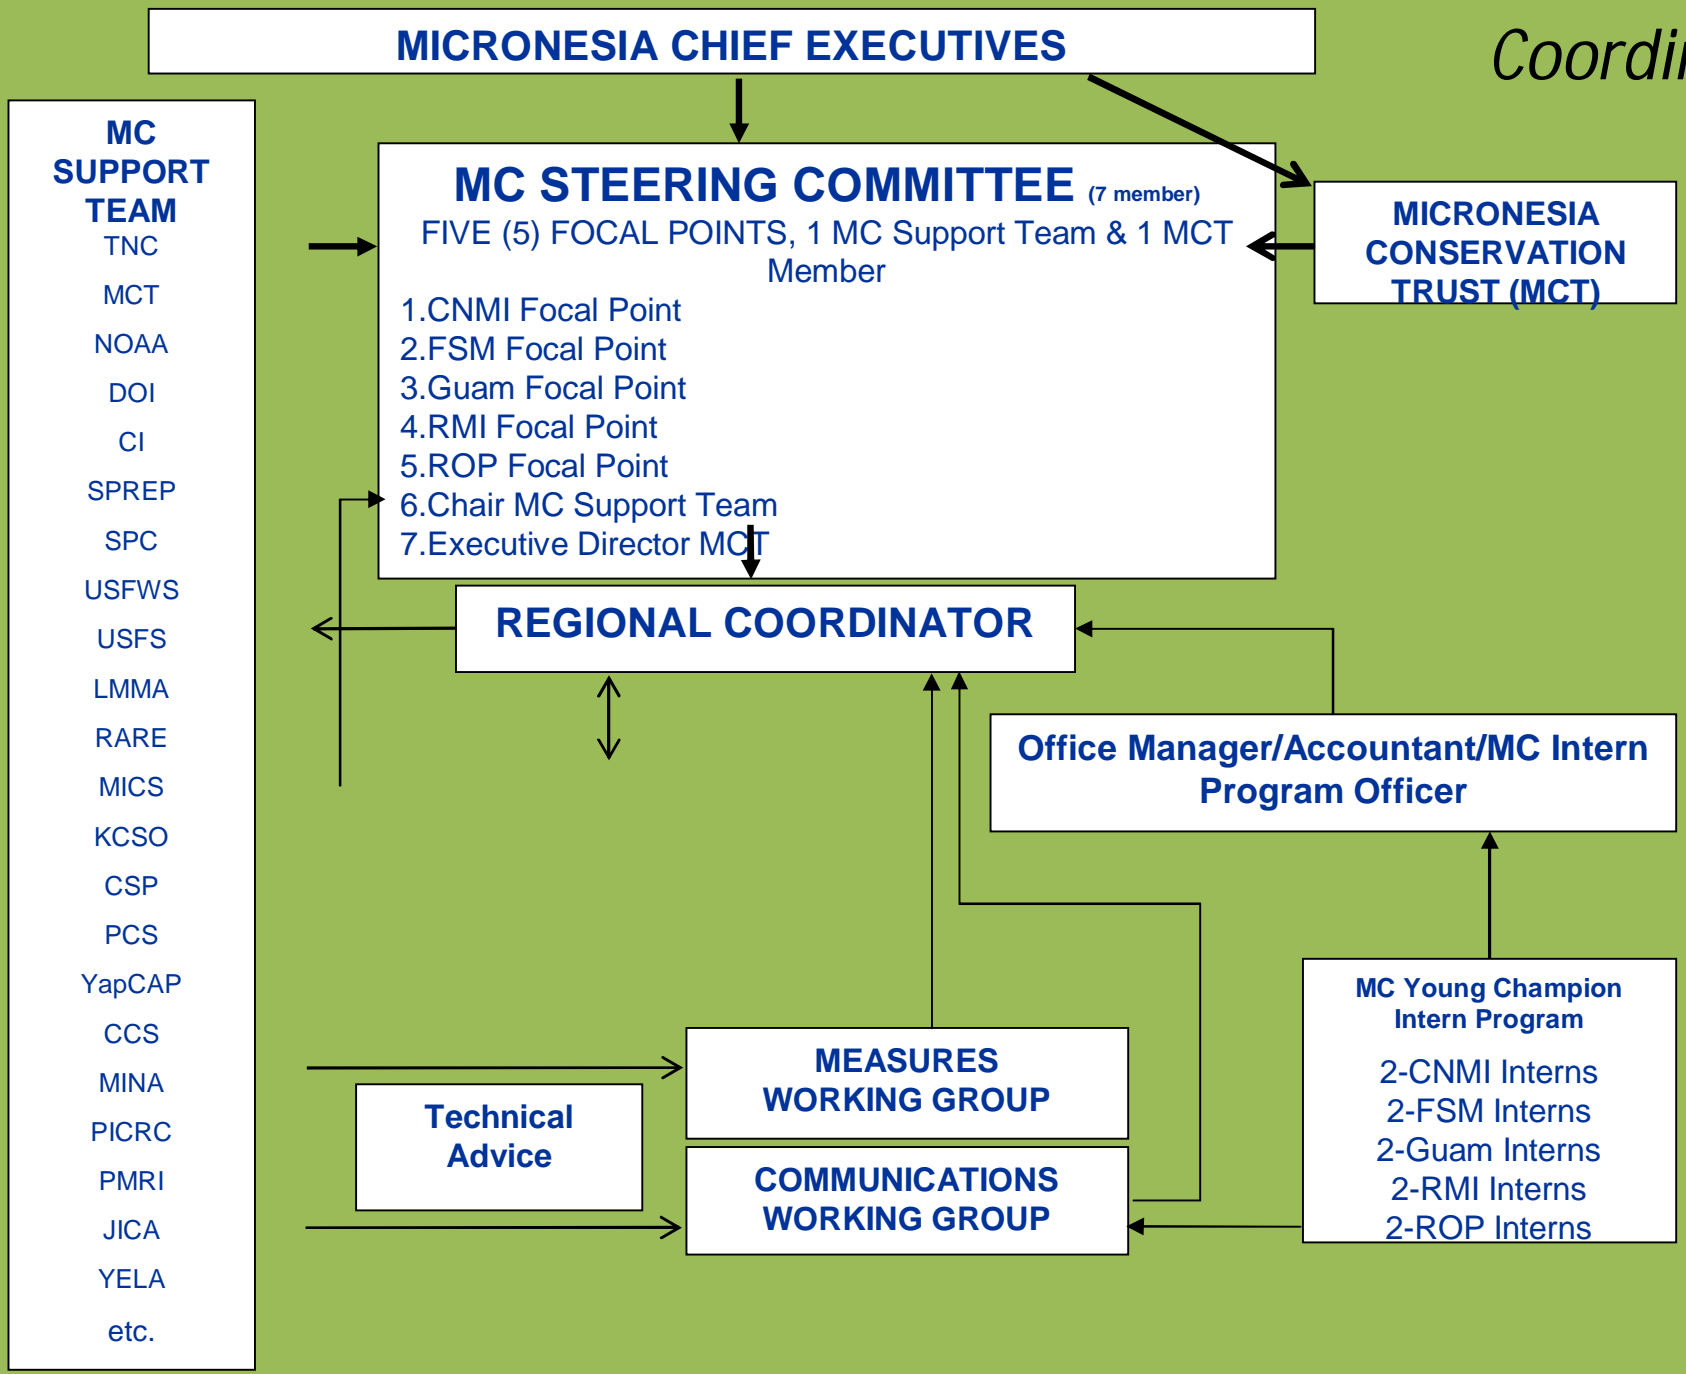 MICRONESIA CHIEF EXECUTIVES
MC
SUPPORT
TEAM
TNC
MCT
NOAA
DOI
CI
SPREP
SPC
USFWS
USFS
LMMA
RARE
MICS
KCSO
CSP
PCS
YapCAP
CCS
MINA
PICRC
PMRI
JICA
YELA
etc.
MC STEERING COMMITTEE (7 member)
FIVE (5) FOCAL POINTS, 1 MC Support Team & 1 MCT
Member
1.CNMI Focal Point
2.FSM Focal Point
3.Guam Focal Point
4.RMI Focal Point
5.ROP Focal Point
6.Chair MC Support Team
7.Executive Director MCT
MICRONESIA
CONSERVATION
TRUST (MCT)
REGIONAL COORDINATOR
Office Manager/Accountant/MC Intern
Program Officer
MC Young Champion
Intern Program
2-CNMI Interns
2-FSM Interns
2-Guam Interns
2-RMI Interns
2-ROP Interns
MEASURES
WORKING GROUP
Technical
Advice
COMMUNICATIONS
WORKING GROUP